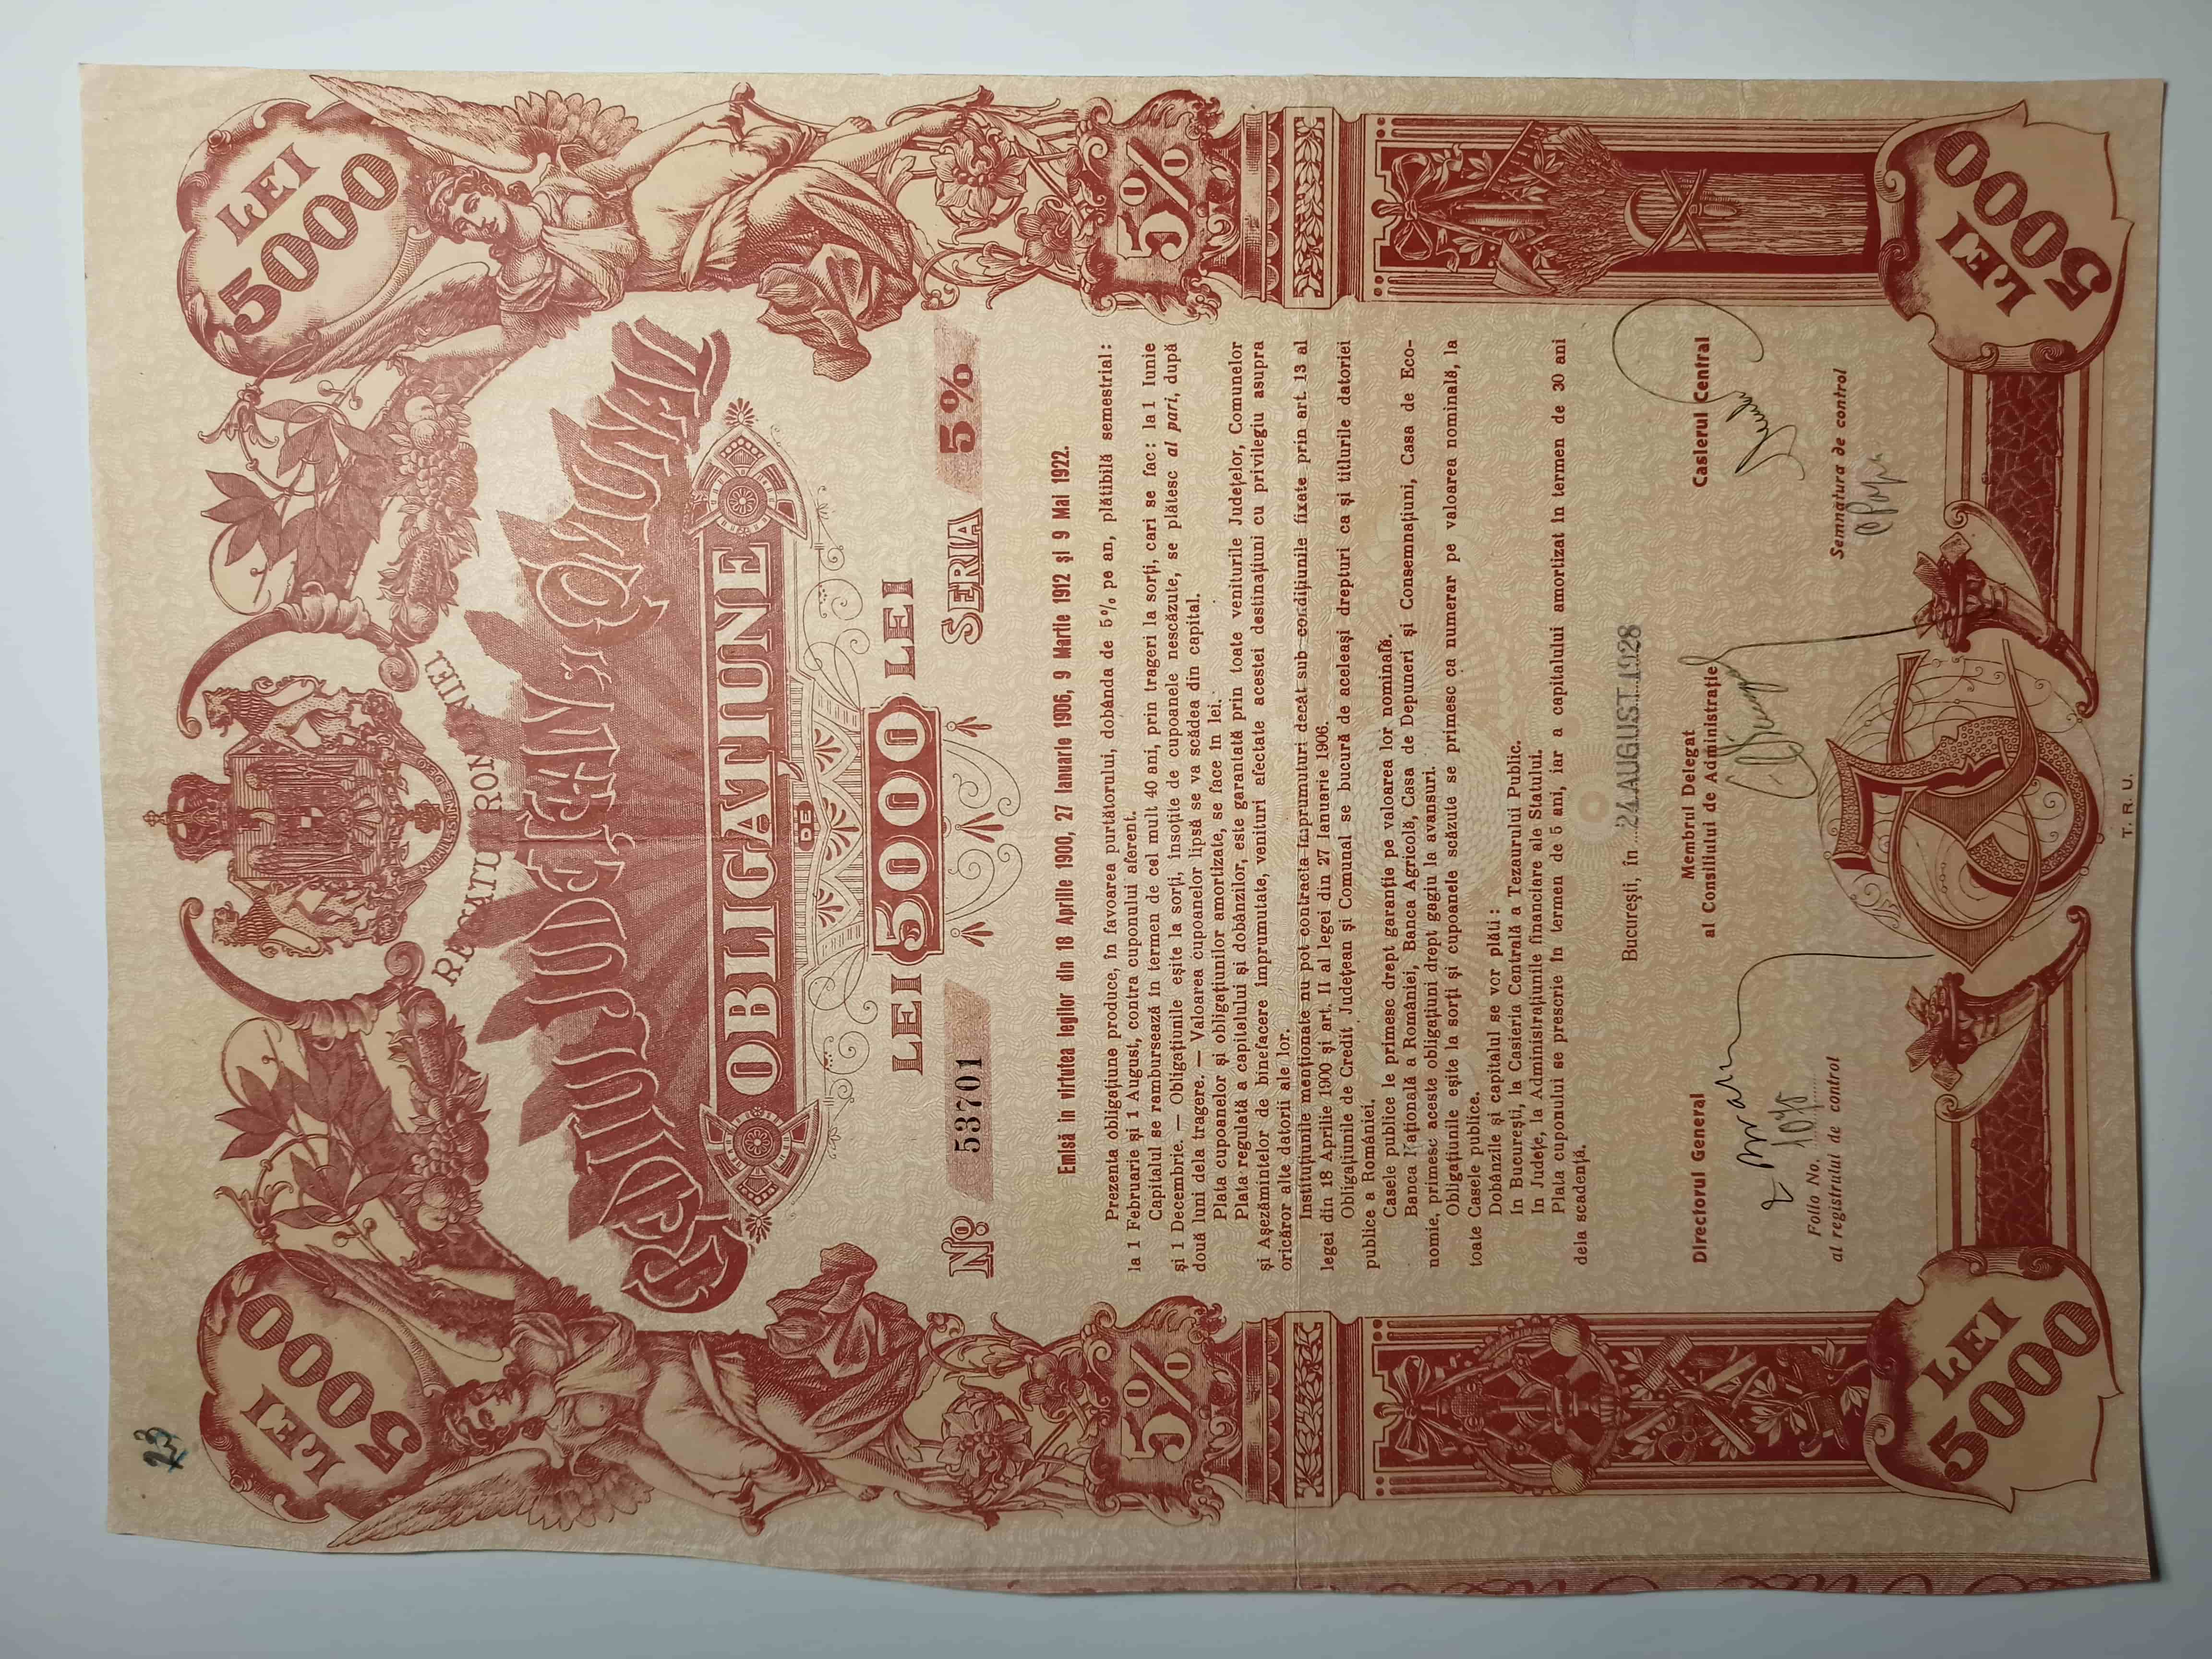 23
LEI
5000
LEI
5000
REGATUL ROMÂNIEI
NIHIL SINE DEO
CREDITUL JUDEȚEAN ȘI COMUNAL
OBLIGAȚIUNE
DE
LEI 5000 LEI
No. 53701 SERIA 5%
Emisă în virtutea legilor din 18 Aprilie 1900, 27 Ianuarie 1906, 9 Martie 1912 și 9 Mai 1922.
Prezenta obligațiune produce, în favoarea purtătorului, dobânda de 5% pe an, plătibilă semestrial:
la 1 Februarie și 1 August, contra cuponului aferent.
Capitalul se rambursează în termen de cel mult 40 ani, prin trageri la sorți, cari se fac: la 1 Iunie
și 1 Decembrie. — Obligațiunile eșite la sorți, însoțite de cupoanele nescăzute, se plătesc al pari, după
două luni dela tragere. — Valoarea cupoanelor lipsă se va scădea din capital.
Plata cupoanelor și obligațiunilor amortizate, se face în lei.
Plata regulată a capitalului și dobânzilor, este garantată prin toate veniturile Județelor, Comunelor
și Așezămintelor de binefacere împrumutate, venituri afectate acestei destinațiuni cu privilegiu asupra
oricăror alte datorii ale lor.
Instituțiunile menționate nu pot contracta împrumuturi decât sub condițiunile fixate prin art. 13 al
legei din 18 Aprilie 1900 și art. II al legei din 27 Ianuarie 1906.
Obligațiunile de Credit Județean și Comunal se bucură de aceleași drepturi ca și titlurile datoriei
publice a României.
Casele publice le primesc drept garanție pe valoarea lor nominală.
Banca Națională a României, Banca Agricolă, Casa de Depuneri și Consemnațiuni, Casa de Eco-
nomie, primesc aceste obligațiuni drept gagiu la avansuri.
Obligațiunile eșite la sorți și cupoanele scăzute se primesc ca numerar pe valoarea nominală, la
toate Casele publice.
Dobânzile și capitalul se vor plăti:
În București, la Casieria Centrală a Tezaurului Public.
În Județe, la Administrațiunile financiare ale Statului.
Plata cuponului se prescrie în termen de 5 ani, iar a capitalului amortizat în termen de 30 ani
dela scadență.
5%
5%
București, în 24 AUGUST 1928
Directorul General
Membrul Delegat
al Consiliului de Administrație
Casierul Central
Folio No.
al registrului de control
Semnătura de control
LEI
5000
LEI
5000
T. R. U.